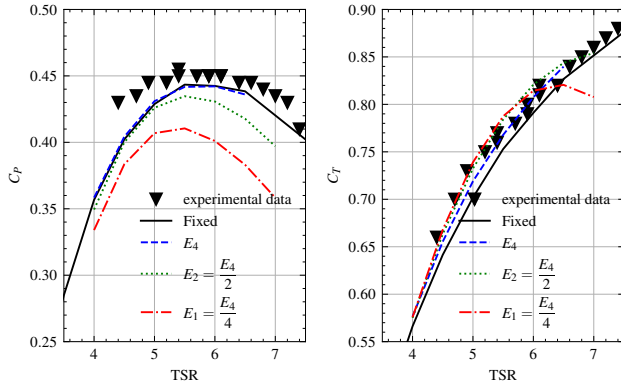 0.50
0.45
0.40
0.35
0.30
0.25
C_P
4
5
6
7
TSR
experimental data
Fixed
E_4
E_2 = E_4/2
E_1 = E_4/4
0.90
0.85
0.80
0.75
0.70
0.65
0.60
0.55
C_T
4
5
6
7
TSR
experimental data
Fixed
E_4
E_2 = E_4/2
E_1 = E_4/4